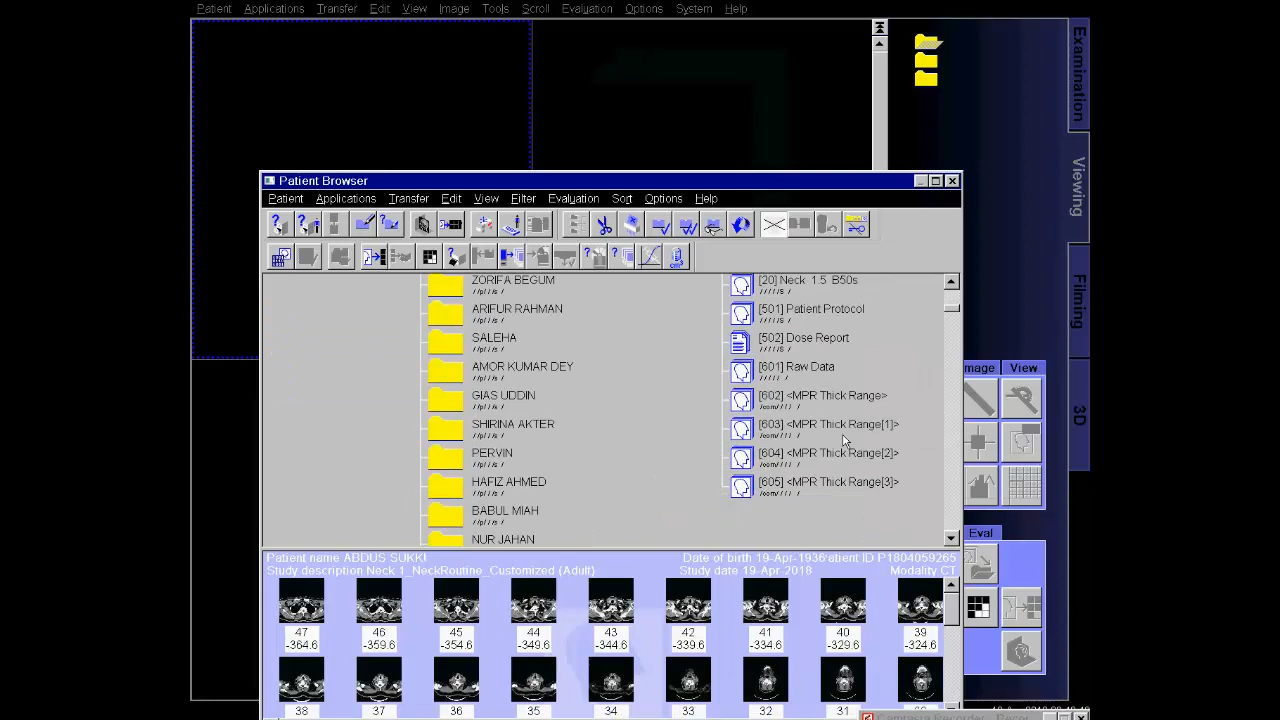 Patient Applications Transfer Edit View Image Tools Scroll Evaluation Options System Help
Examination
Viewing
Filming
3D
Patient Browser
Patient Applications Transfer Edit View Filter Evaluation Sort Options Help
ZORIFA BEGUM
ARIFUR RAHMAN
SALEHA
AMOR KUMAR DEY
GIAS UDDIN
SHIRINA AKTER
PERVIN
HAFIZ AHMED
BABUL MIAH
NUR JAHAN
[20] Neck 1.5 B50s
[501] Patient Protocol
[502] Dose Report
[601] Raw Data
[602] <MPR Thick Range>
[603] <MPR Thick Range[1]>
[604] <MPR Thick Range[2]>
[605] <MPR Thick Range[3]>
mage View
Eval
Patient name ABDUS SUKKI Date of birth 19-Apr-1936 atient ID P1804059265
Study description Neck 1_NeckRoutine_Customized (Adult) Study date 19-Apr-2018 Modality CT
47 46 45 44 43 42 41 40 39
-364.6 -359.6 -354.6 -349.6 -344.6 -339.6 -334.6 -329.6 -324.6
38 37 36 35 34 33 32 31